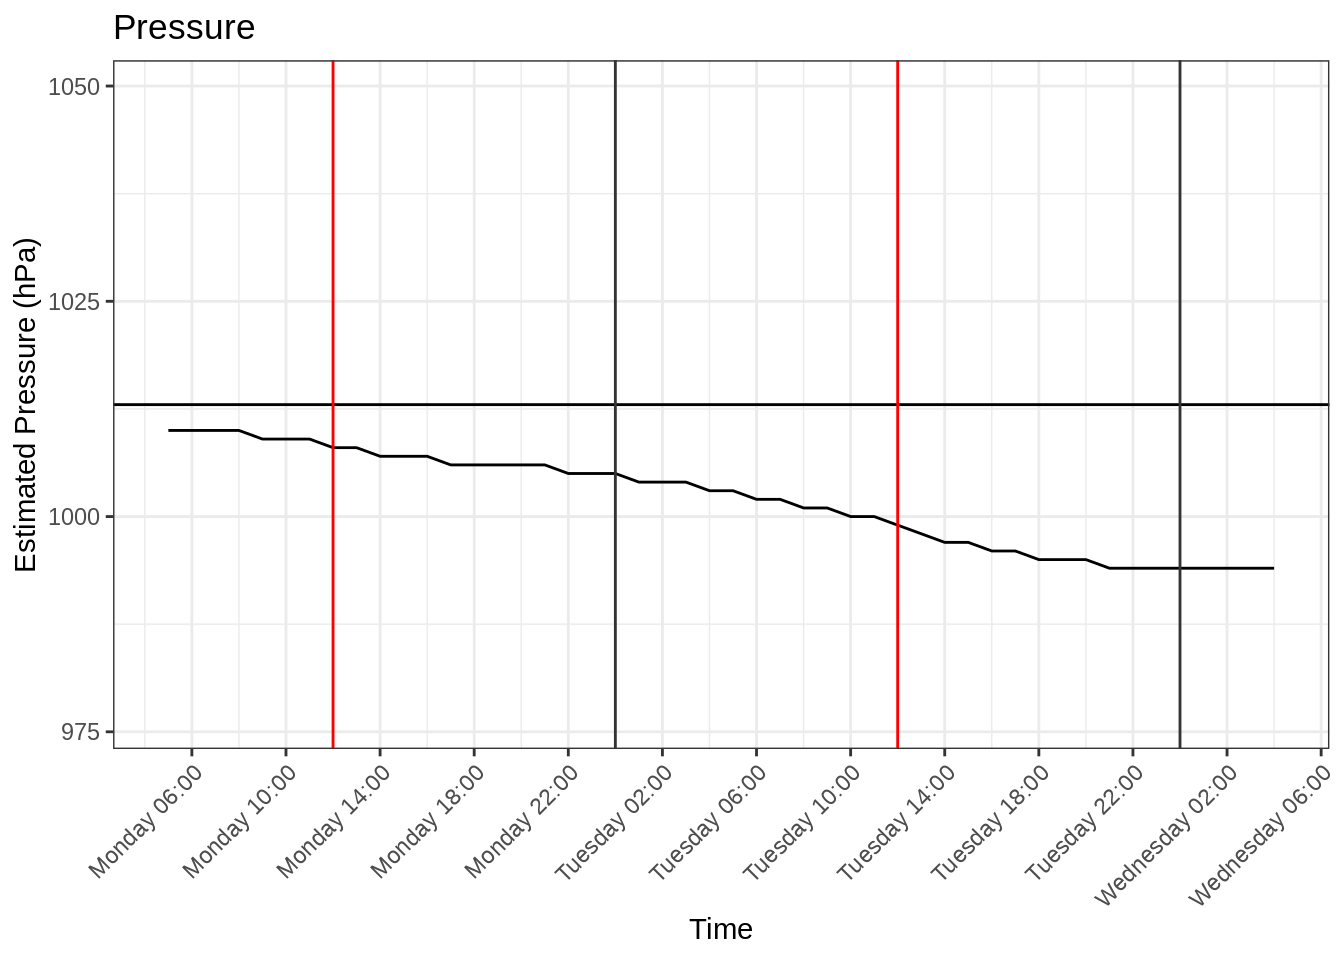 Pressure
Estimated Pressure (hPa)
1050
1025
1000
975
Monday 06:00
Monday 10:00
Monday 14:00
Monday 18:00
Monday 22:00
Tuesday 02:00
Tuesday 06:00
Tuesday 10:00
Tuesday 14:00
Tuesday 18:00
Tuesday 22:00
Wednesday 02:00
Wednesday 06:00
Time